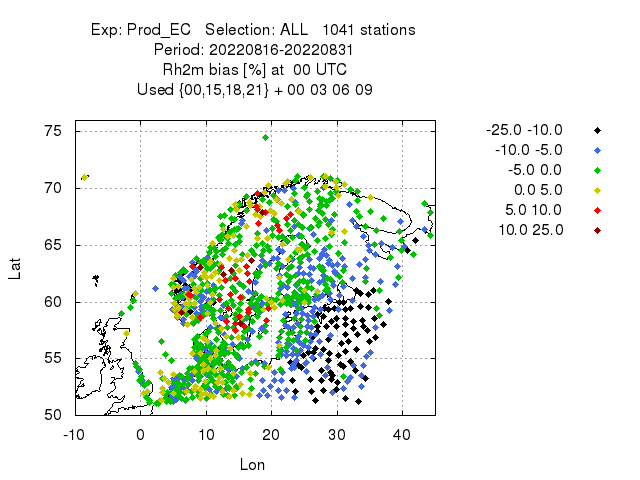 Exp: Prod_EC   Selection: ALL   1041 stations
Period: 20220816-20220831
Rh2m bias [%] at  00 UTC
Used {00,15,18,21} + 00 03 06 09
-25.0 -10.0
-10.0 -5.0
-5.0 0.0
0.0 5.0
5.0 10.0
10.0 25.0
75
70
65
60
55
50
Lat
-10 0 10 20 30 40
Lon